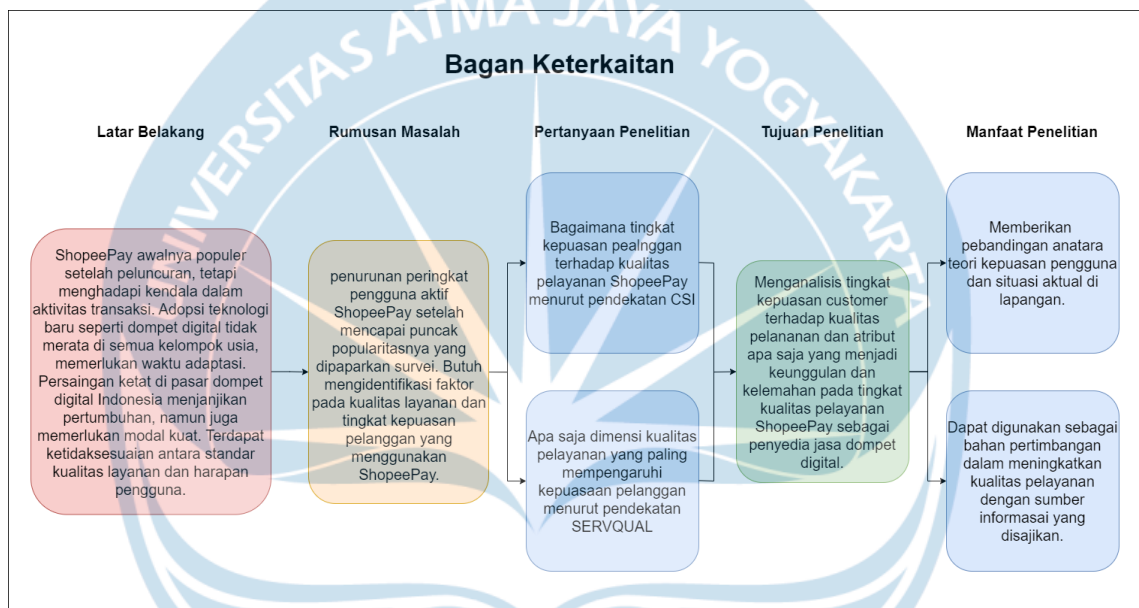 UNIVERSITAS ATMA JAYA YOGYAKARTA
Bagan Keterkaitan
Latar Belakang
Rumusan Masalah
Pertanyaan Penelitian
Tujuan Penelitian
Manfaat Penelitian
ShopeePay awalnya populer
setelah peluncuran, tetapi
menghadapi kendala dalam
aktivitas transaksi. Adopsi teknologi
baru seperti dompet digital tidak
merata di semua kelompok usia,
memerlukan waktu adaptasi.
Persaingan ketat di pasar dompet
digital Indonesia menjanjikan
pertumbuhan, namun juga
memerlukan modal kuat. Terdapat
ketidaksesuaian antara standar
kualitas layanan dan harapan
pengguna.
penurunan peringkat
pengguna aktif
ShopeePay setelah
mencapai puncak
popularitasnya yang
dipaparkan survei. Butuh
mengidentifikasi faktor
pada kualitas layanan dan
tingkat kepuasan
pelanggan yang
menggunakan
ShopeePay.
Bagaimana tingkat
kepuasan pealnggan
terhadap kualitas
pelayanan ShopeePay
menurut pendekatan CSI
Apa saja dimensi kualitas
pelayanan yang paling
mempengaruhi
kepuasaan pelanggan
menurut pendekatan
SERVQUAL
Menganalisis tingkat
kepuasan customer
terhadap kualitas
pelananan dan atribut
apa saja yang menjadi
keunggulan dan
kelemahan pada tingkat
kualitas pelayanan
ShopeePay sebagai
penyedia jasa dompet
digital.
Memberikan
pebandingan anatara
teori kepuasan pengguna
dan situasi aktual di
lapangan.
Dapat digunakan sebagai
bahan pertimbangan
dalam meningkatkan
kualitas pelayanan
dengan sumber
informasai yang
disajikan.